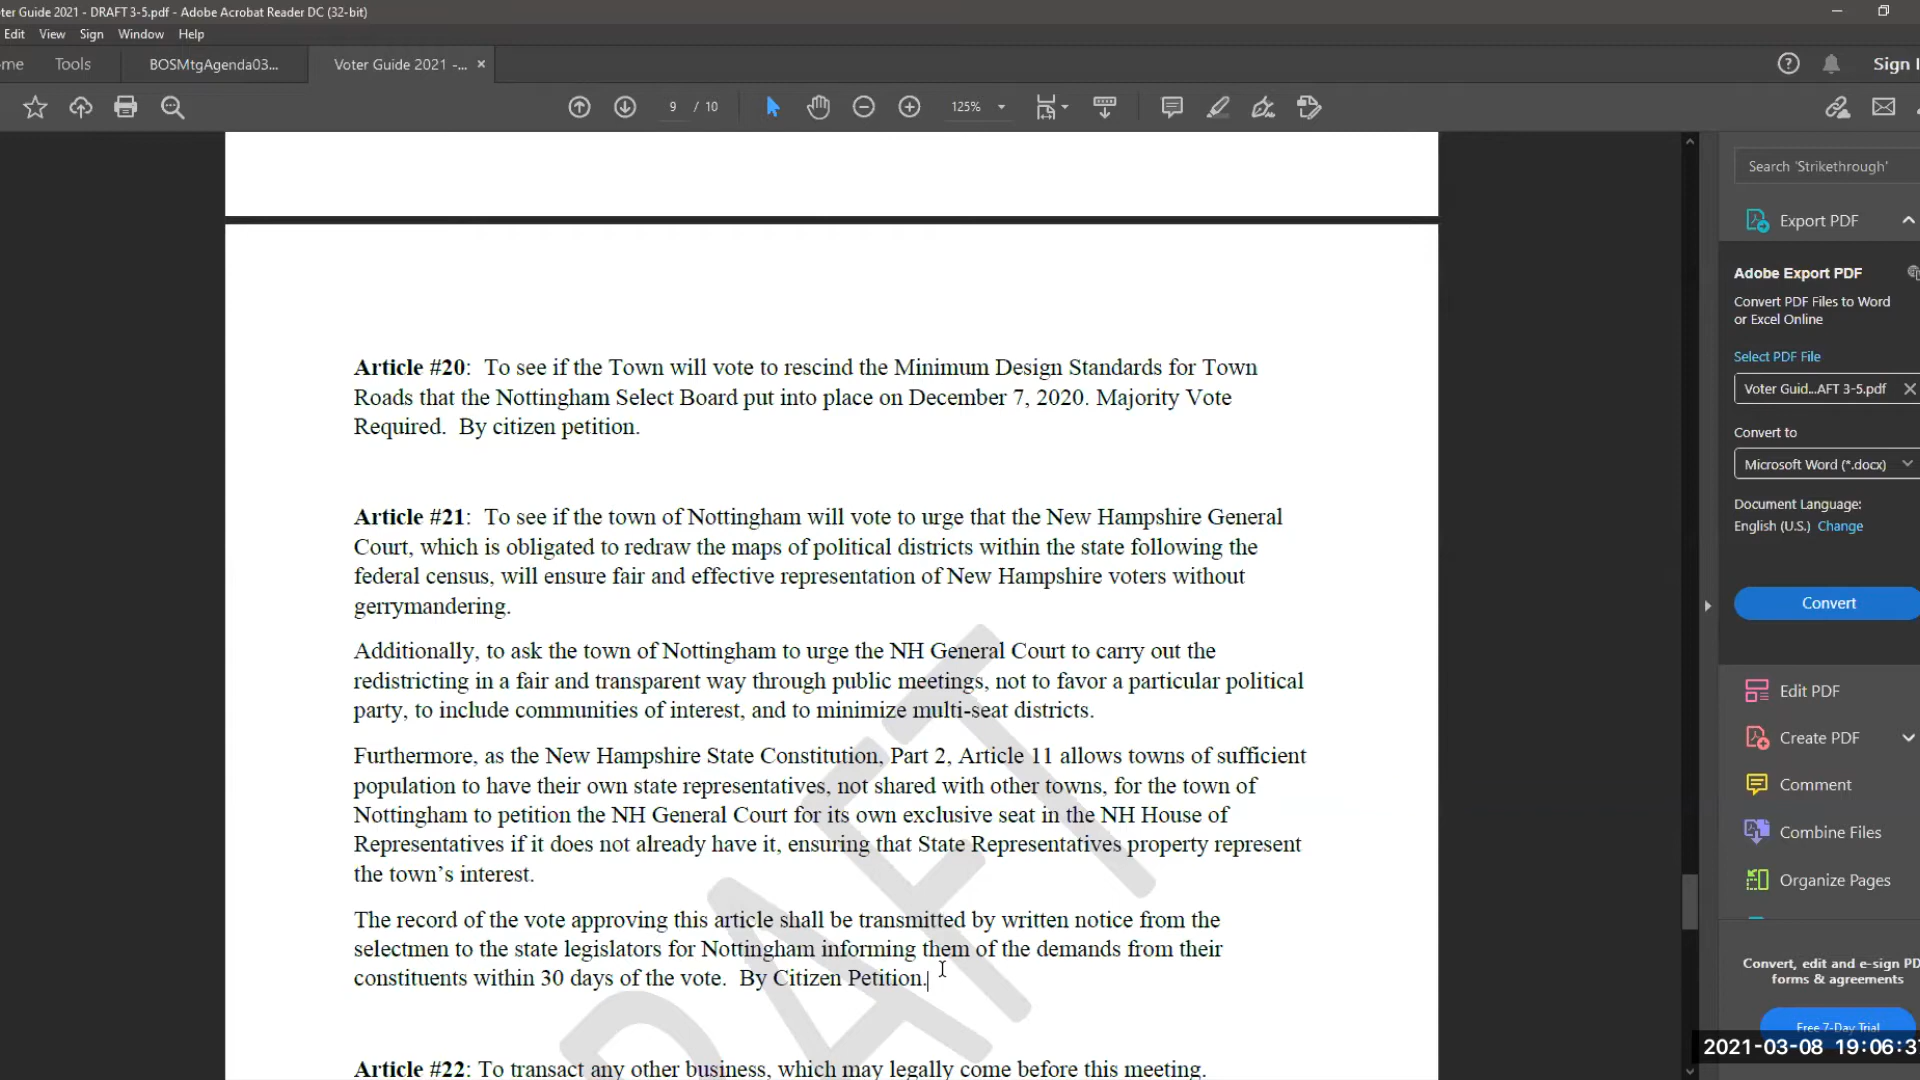 ter Guide 2021 - DRAFT 3-5.pdf - Adobe Acrobat Reader DC (32-bit)
Edit View Sign Window Help
me Tools BOSMtgAgenda03... Voter Guide 2021 -... × Sign I
9 / 10 125%
Search 'Strikethrough'
Export PDF
Adobe Export PDF
Convert PDF Files to Word
or Excel Online
Select PDF File
Voter Guid...AFT 3-5.pdf
Convert to
Microsoft Word (*.docx)
Document Language:
English (U.S.) Change
Convert
Edit PDF
Create PDF
Comment
Combine Files
Organize Pages
Convert, edit and e-sign PD
forms & agreements
Free 7-Day Trial
2021-03-08 19:06:3
Article #20: To see if the Town will vote to rescind the Minimum Design Standards for Town
Roads that the Nottingham Select Board put into place on December 7, 2020. Majority Vote
Required. By citizen petition.
Article #21: To see if the town of Nottingham will vote to urge that the New Hampshire General
Court, which is obligated to redraw the maps of political districts within the state following the
federal census, will ensure fair and effective representation of New Hampshire voters without
gerrymandering.
Additionally, to ask the town of Nottingham to urge the NH General Court to carry out the
redistricting in a fair and transparent way through public meetings, not to favor a particular political
party, to include communities of interest, and to minimize multi-seat districts.
Furthermore, as the New Hampshire State Constitution, Part 2, Article 11 allows towns of sufficient
population to have their own state representatives, not shared with other towns, for the town of
Nottingham to petition the NH General Court for its own exclusive seat in the NH House of
Representatives if it does not already have it, ensuring that State Representatives property represent
the town's interest.
The record of the vote approving this article shall be transmitted by written notice from the
selectmen to the state legislators for Nottingham informing them of the demands from their
constituents within 30 days of the vote. By Citizen Petition.
Article #22: To transact any other business, which may legally come before this meeting.
DRAFT